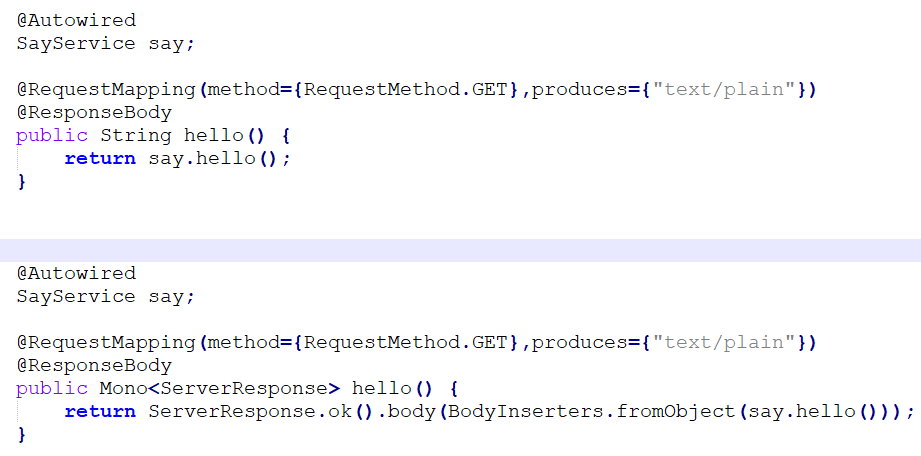 @Autowired
SayService say;
@RequestMapping(method={RequestMethod.GET},produces={"text/plain"})
@ResponseBody
public String hello() {
    return say.hello();
}
@Autowired
SayService say;
@RequestMapping(method={RequestMethod.GET},produces={"text/plain"})
@ResponseBody
public Mono<ServerResponse> hello() {
    return ServerResponse.ok().body(BodyInserters.fromObject(say.hello()));
}